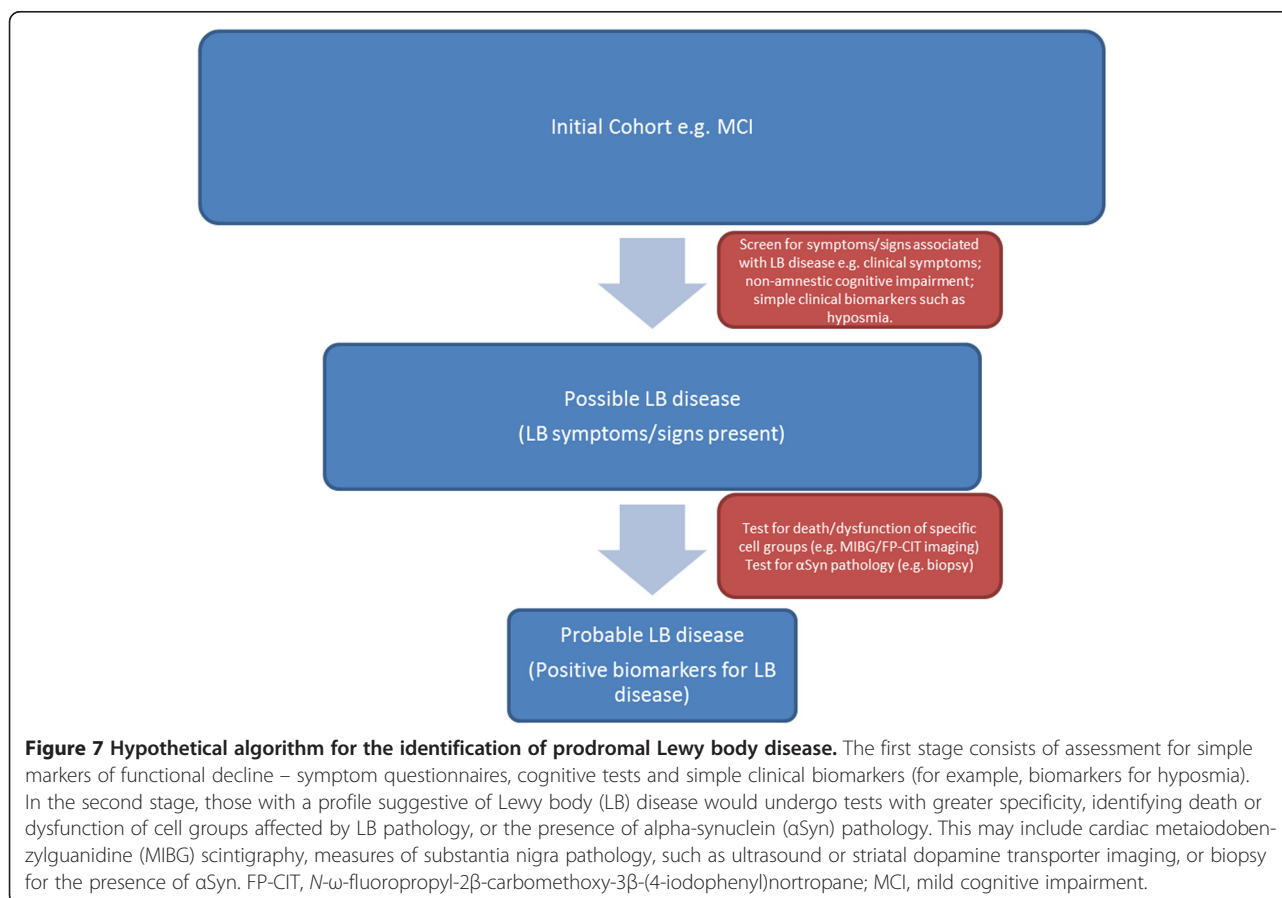 Initial Cohort e.g. MCI
Screen for symptoms/signs associated
with LB disease e.g. clinical symptoms;
non-amnestic cognitive impairment;
simple clinical biomarkers such as
hyposmia.
Possible LB disease
(LB symptoms/signs present)
Test for death/dysfunction of specific
cell groups (e.g. MIBG/FP-CIT imaging)
Test for αSyn pathology (e.g. biopsy)
Probable LB disease
(Positive biomarkers for LB
disease)
Figure 7 Hypothetical algorithm for the identification of prodromal Lewy body disease. The first stage consists of assessment for simple
markers of functional decline – symptom questionnaires, cognitive tests and simple clinical biomarkers (for example, biomarkers for hyposmia).
In the second stage, those with a profile suggestive of Lewy body (LB) disease would undergo tests with greater specificity, identifying death or
dysfunction of cell groups affected by LB pathology, or the presence of alpha-synuclein (αSyn) pathology. This may include cardiac metaiodoben-
zylguanidine (MIBG) scintigraphy, measures of substantia nigra pathology, such as ultrasound or striatal dopamine transporter imaging, or biopsy
for the presence of αSyn. FP-CIT, N-ω-fluoropropyl-2β-carbomethoxy-3β-(4-iodophenyl)nortropane; MCI, mild cognitive impairment.